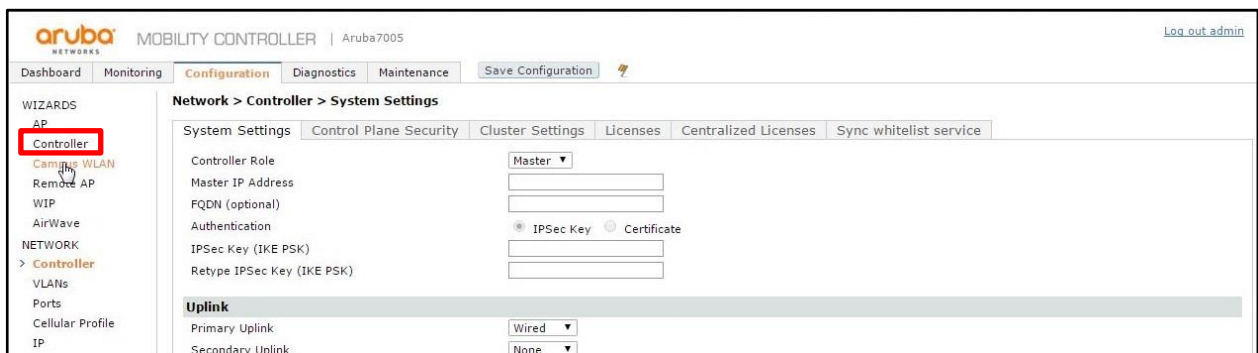 aruba NETWORKS MOBILITY CONTROLLER | Aruba7005 Log out admin
Dashboard Monitoring Configuration Diagnostics Maintenance Save Configuration
WIZARDS
AP
Controller
Campus WLAN
Remote AP
WIP
AirWave
NETWORK
> Controller
VLANs
Ports
Cellular Profile
IP
Network > Controller > System Settings
System Settings Control Plane Security Cluster Settings Licenses Centralized Licenses Sync whitelist service
Controller Role Master
Master IP Address
FQDN (optional)
Authentication IPSec Key Certificate
IPSec Key (IKE PSK)
Retype IPSec Key (IKE PSK)
Uplink
Primary Uplink Wired
Secondary Uplink None